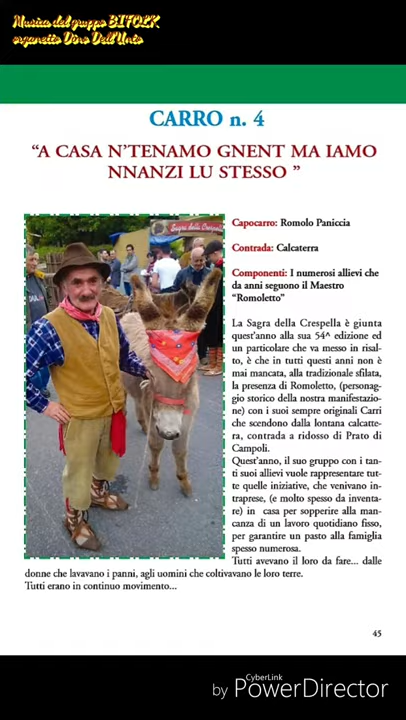 Musica del gruppo BIFOLK
organetto Dino Dell'Unto
CARRO n. 4
“A CASA N’TENAMO GNENT MA IAMO
NNANZI LU STESSO ”
Sagra della Crespella
Capocarro: Romolo Paniccia
Contrada: Calcaterra
Componenti: I numerosi allievi che
da anni seguono il Maestro
“Romoletto”
La Sagra della Crespella è giunta
quest’anno alla sua 54^ edizione ed
un particolare che va messo in risal-
to, è che in tutti questi anni non è
mai mancata, alla tradizionale sfilata,
la presenza di Romoletto, (personag-
gio storico della nostra manifestazio-
ne) con i suoi sempre originali Carri
che scendono dalla lontana calcatte-
ra, contrada a ridosso di Prato di
Campoli.
Quest’anno, il suo gruppo con i tan-
ti suoi allievi vuole rappresentare tut-
te quelle iniziative, che venivano in-
traprese, (e molto spesso da inventa-
re) in casa per sopperire alla man-
canza di un lavoro quotidiano fisso,
per garantire un pasto alla famiglia
spesso numerosa.
Tutti avevano il loro da fare... dalle
donne che lavavano i panni, agli uomini che coltivavano le loro terre.
Tutti erano in continuo movimento...
45
by CyberLink
PowerDirector